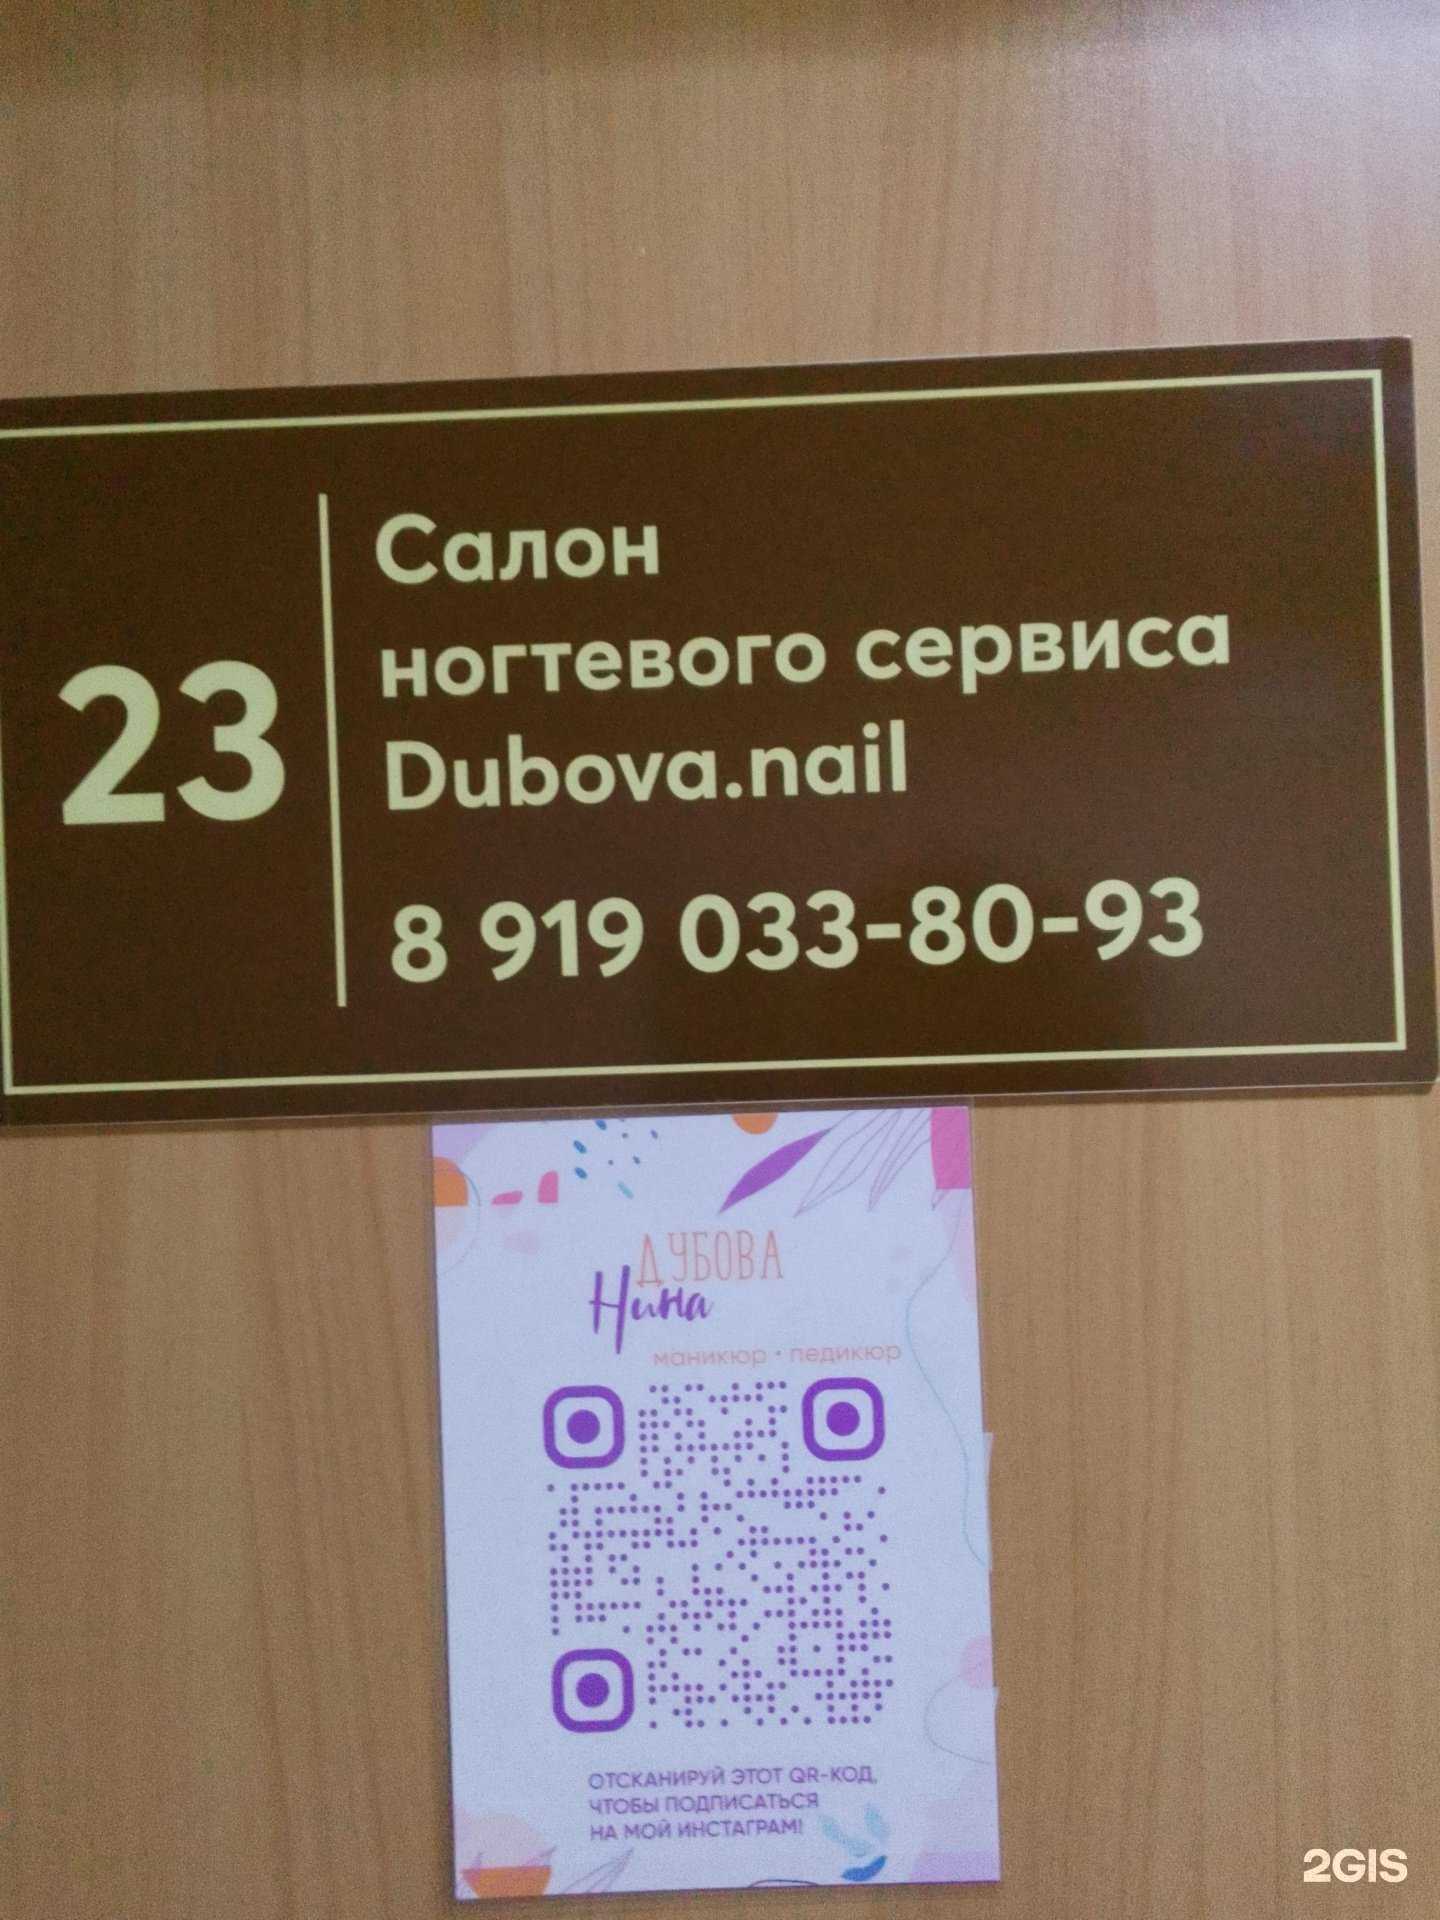 23
Салон
ногтевого сервиса
Dubova.nail
8 919 033-80-93
ДУБОВА
Нина
маникюр • педикюр
ОТСКАНИРУЙ ЭТОТ QR-КОД,
ЧТОБЫ ПОДПИСАТЬСЯ
НА МОЙ ИНСТАГРАМ!
2GIS